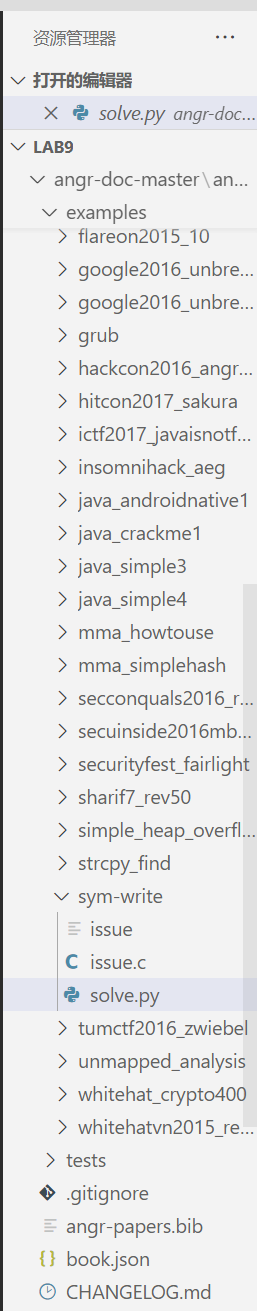 资源管理器 ...
打开的编辑器
solve.py angr-doc...
LAB9
angr-doc-master\an...
examples
flareon2015_10
google2016_unbre...
google2016_unbre...
grub
hackcon2016_angr...
hitcon2017_sakura
ictf2017_javaisnotf...
insomnihack_aeg
java_androidnative1
java_crackme1
java_simple3
java_simple4
mma_howtouse
mma_simplehash
secconquals2016_r...
secuinside2016mb...
securityfest_fairlight
sharif7_rev50
simple_heap_overfl...
strcpy_find
sym-write
issue
C issue.c
solve.py
tumctf2016_zwiebel
unmapped_analysis
whitehat_crypto400
whitehatvn2015_re...
tests
.gitignore
angr-papers.bib
{} book.json
CHANGELOG.md